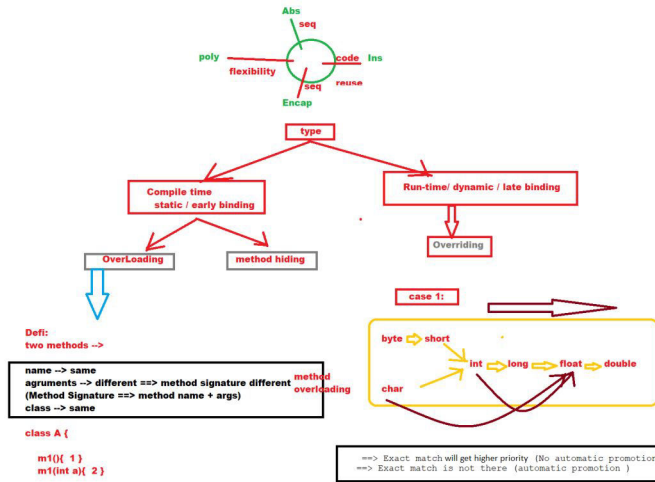 Abs
seq
poly
flexibility
code
Ins
reuse
seq
Encap
type
Compile time
static / early binding
Run-time/ dynamic / late binding
OverLoading
method hiding
Overriding
case 1:
Defi:
two methods -->
name --> same
agruments --> different ==> method signature different
(Method Signature ==> method name + args)
class --> same
method
overloading
class A {
m1(){ 1 }
m1(int a){ 2 }
byte
short
int
long
float
double
char
==> Exact match will get higher priority (No automatic promotion
==> Exact match is not there (automatic promotion )